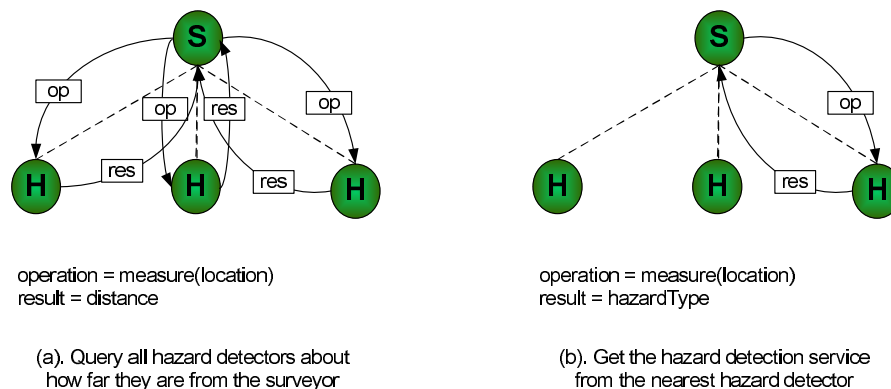 S
op
op
res
op
res
res
H
H
H
operation = measure(location)
result = distance
(a). Query all hazard detectors about
how far they are from the surveyor
S
op
res
H
H
H
operation = measure(location)
result = hazardType
(b). Get the hazard detection service
from the nearest hazard detector